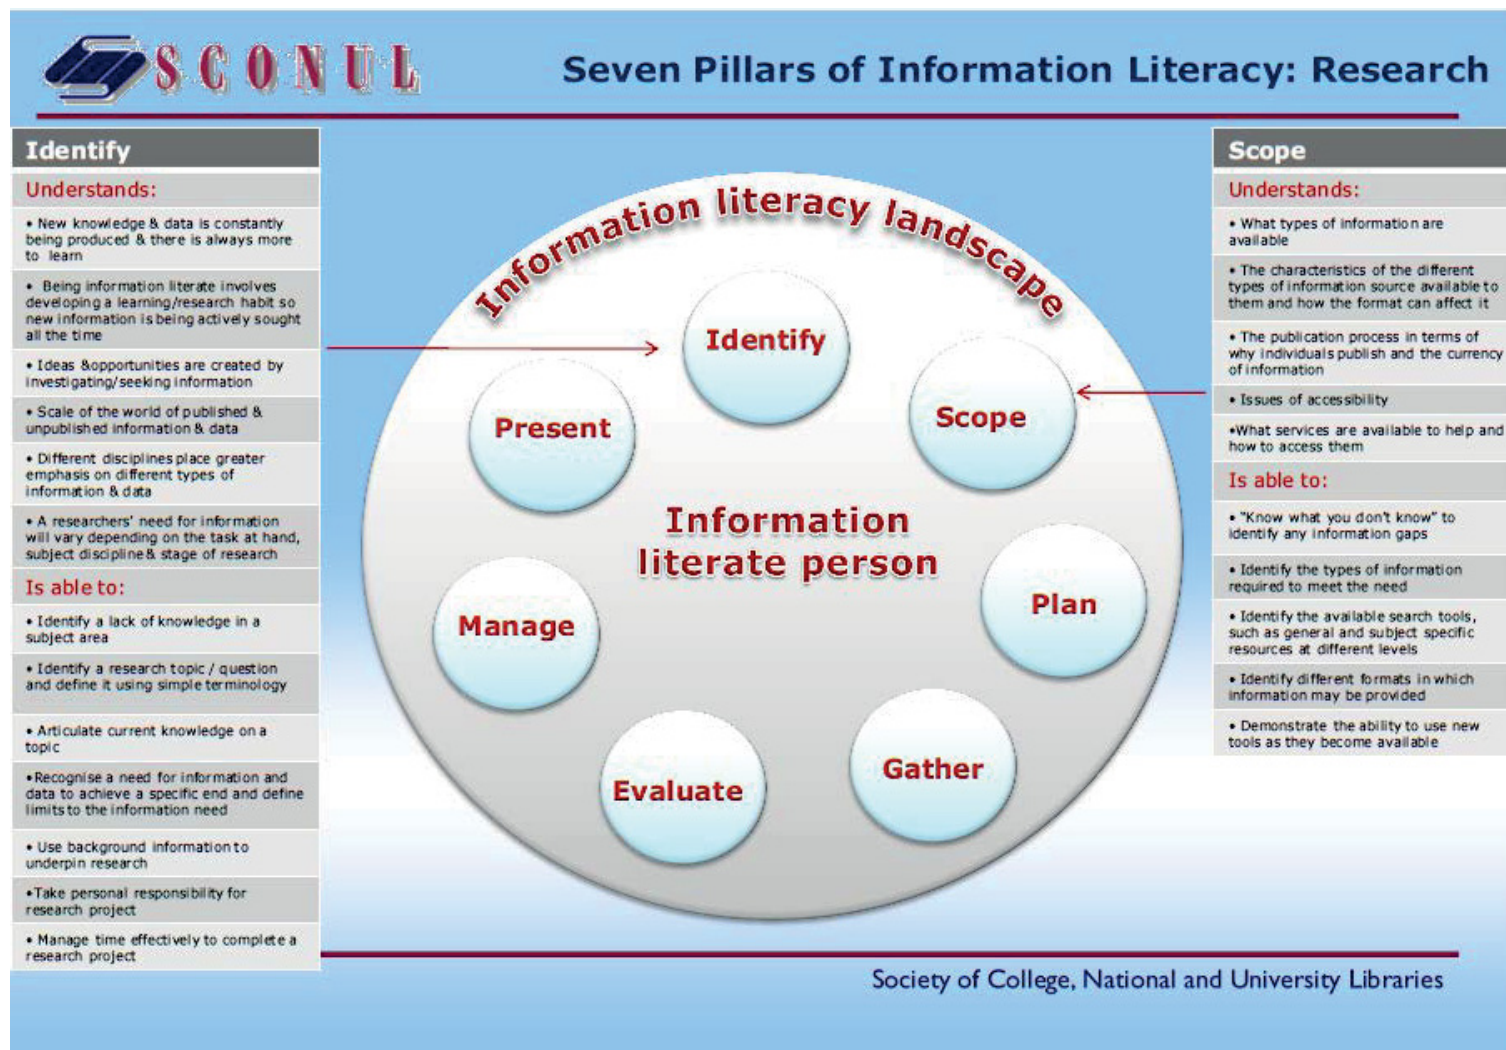 SCONUL
Seven Pillars of Information Literacy: Research
Identify
Understands:
• New knowledge & data is constantly
being produced & there is always more
to learn
• Being information literate involves
developing a learning/research habit so
new information is being actively sought
all the time
• Ideas &opportunities are created by
investigating/seeking information
• Scale of the world of published &
unpublished information & data
• Different disciplines place greater
emphasis on different types of
information & data
• A researchers' need for information
will vary depending on the task at hand,
subject discipline & stage of research
Is able to:
• Identify a lack of knowledge in a
subject area
• Identify a research topic / question
and define it using simple terminology
• Articulate current knowledge on a
topic
•Recognise a need for information and
data to achieve a specific end and define
limits to the information need
• Use background information to
underpin research
•Take personal responsibility for
research project
• Manage time effectively to complete a
research project
Information literacy landscape
Identify
Scope
Present
Information
literate person
Plan
Manage
Gather
Evaluate
Scope
Understands:
• What types of information are
available
• The characteristics of the different
types of information source available to
them and how the format can affect it
• The publication process in terms of
why individuals publish and the currency
of information
• Issues of accessibility
•What services are available to help and
how to access them
Is able to:
• "Know what you don't know" to
identify any information gaps
• Identify the types of information
required to meet the need
• Identify the available search tools,
such as general and subject specific
resources at different levels
• Identify different formats in which
information may be provided
• Demonstrate the ability to use new
tools as they become available
Society of College, National and University Libraries